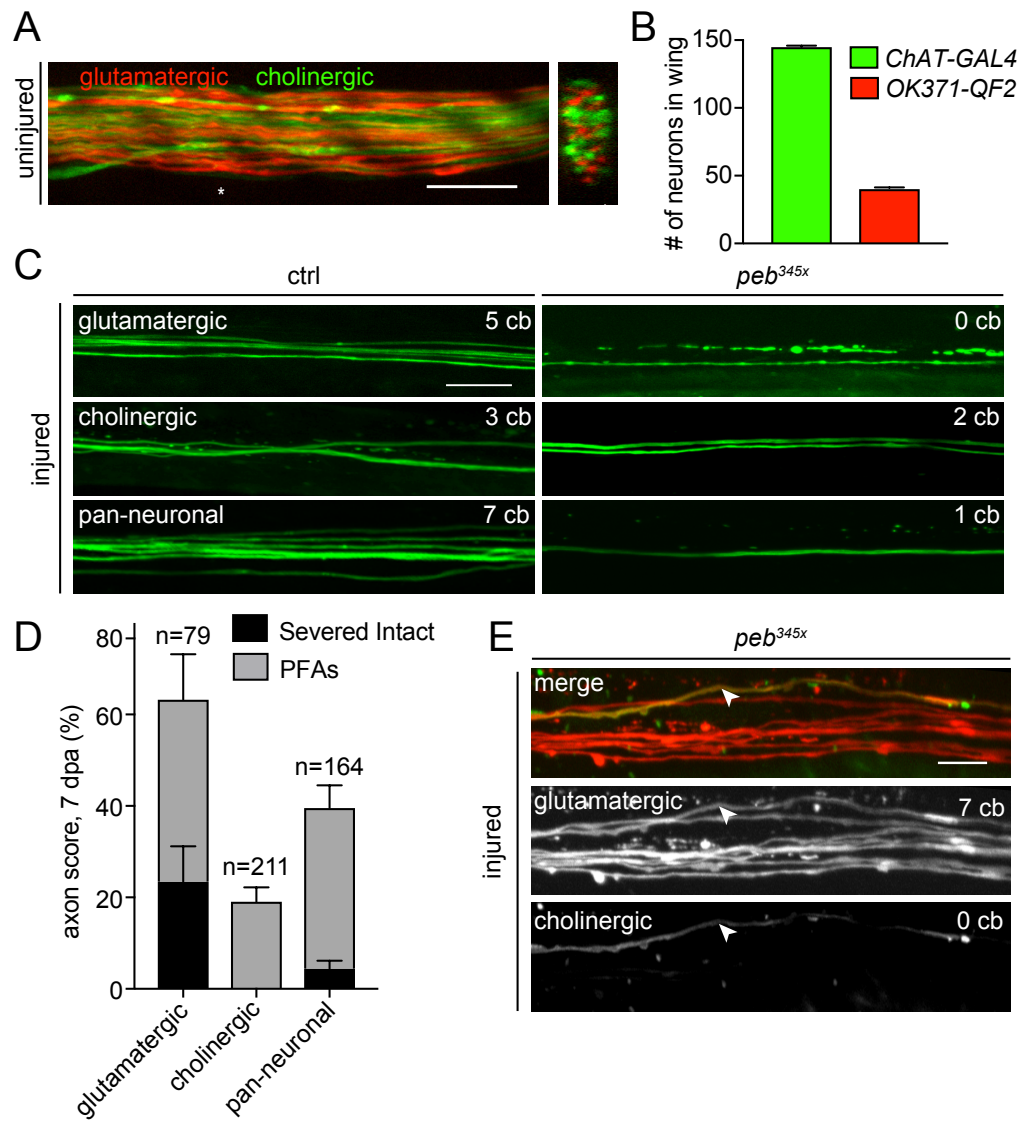 A
glutamatergic cholinergic
uninjured
*
B
150
100
50
0
# of neurons in wing
ChAT-GAL4
OK371-QF2
C
ctrl
peb345x
injured
glutamatergic 5 cb
0 cb
cholinergic 3 cb
2 cb
pan-neuronal 7 cb
1 cb
D
Severed Intact
PFAs
axon score, 7 dpa (%)
80
60
40
20
0
n=79
n=211
n=164
glutamatergic
cholinergic
pan-neuronal
E
peb345x
injured
merge
glutamatergic 7 cb
cholinergic 0 cb